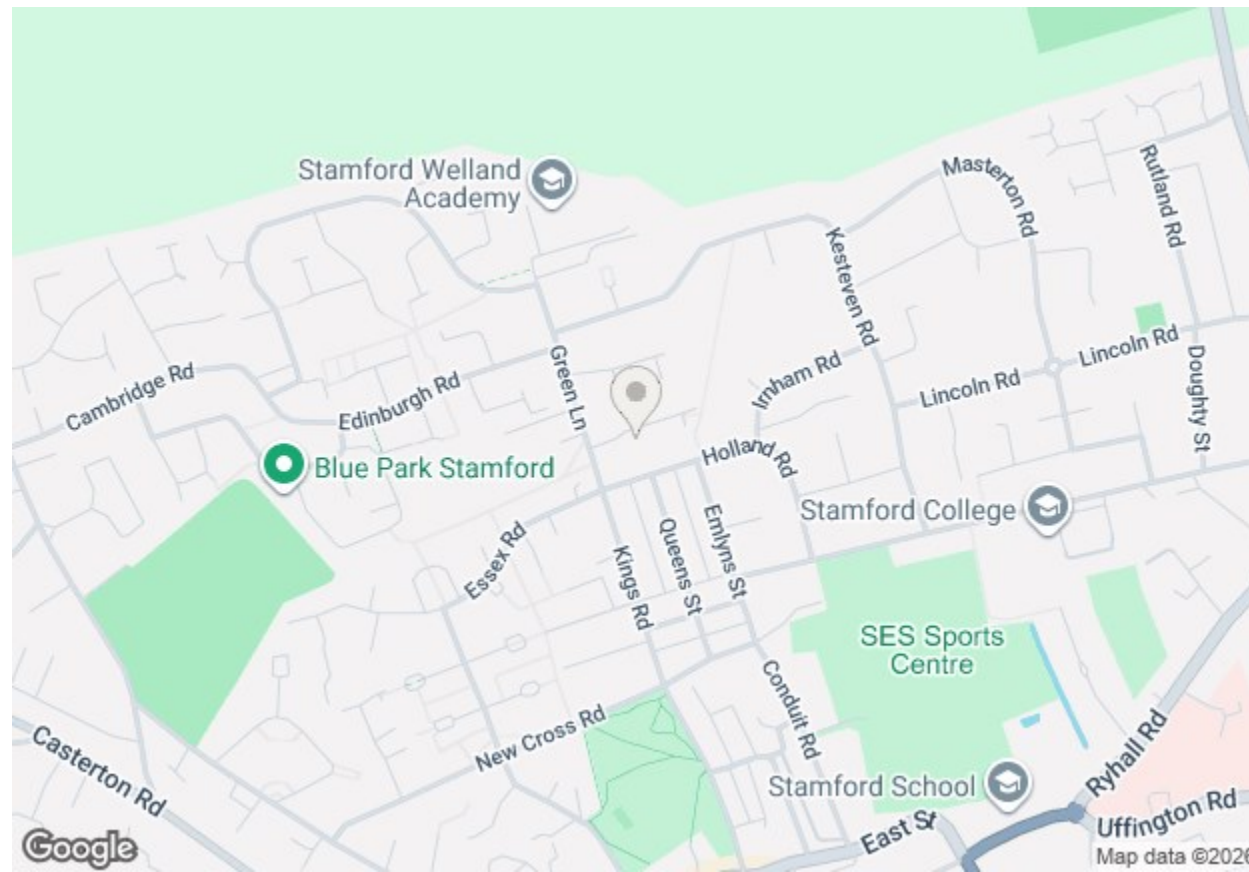 Stamford Welland
Academy
Masterton Rd
Rutland Rd
Kesteven Rd
Lincoln Rd
Green Ln
Irnham Rd
Lincoln Rd
Doughty St
Cambridge Rd
Edinburgh Rd
Blue Park Stamford
Holland Rd
Stamford College
Essex Rd
Queens St
Emlyns St
Kings Rd
SES Sports
Centre
Conduit Rd
New Cross Rd
Casterton Rd
Ryhall Rd
Stamford School
East St
Uffington Rd
Google
Map data ©2026